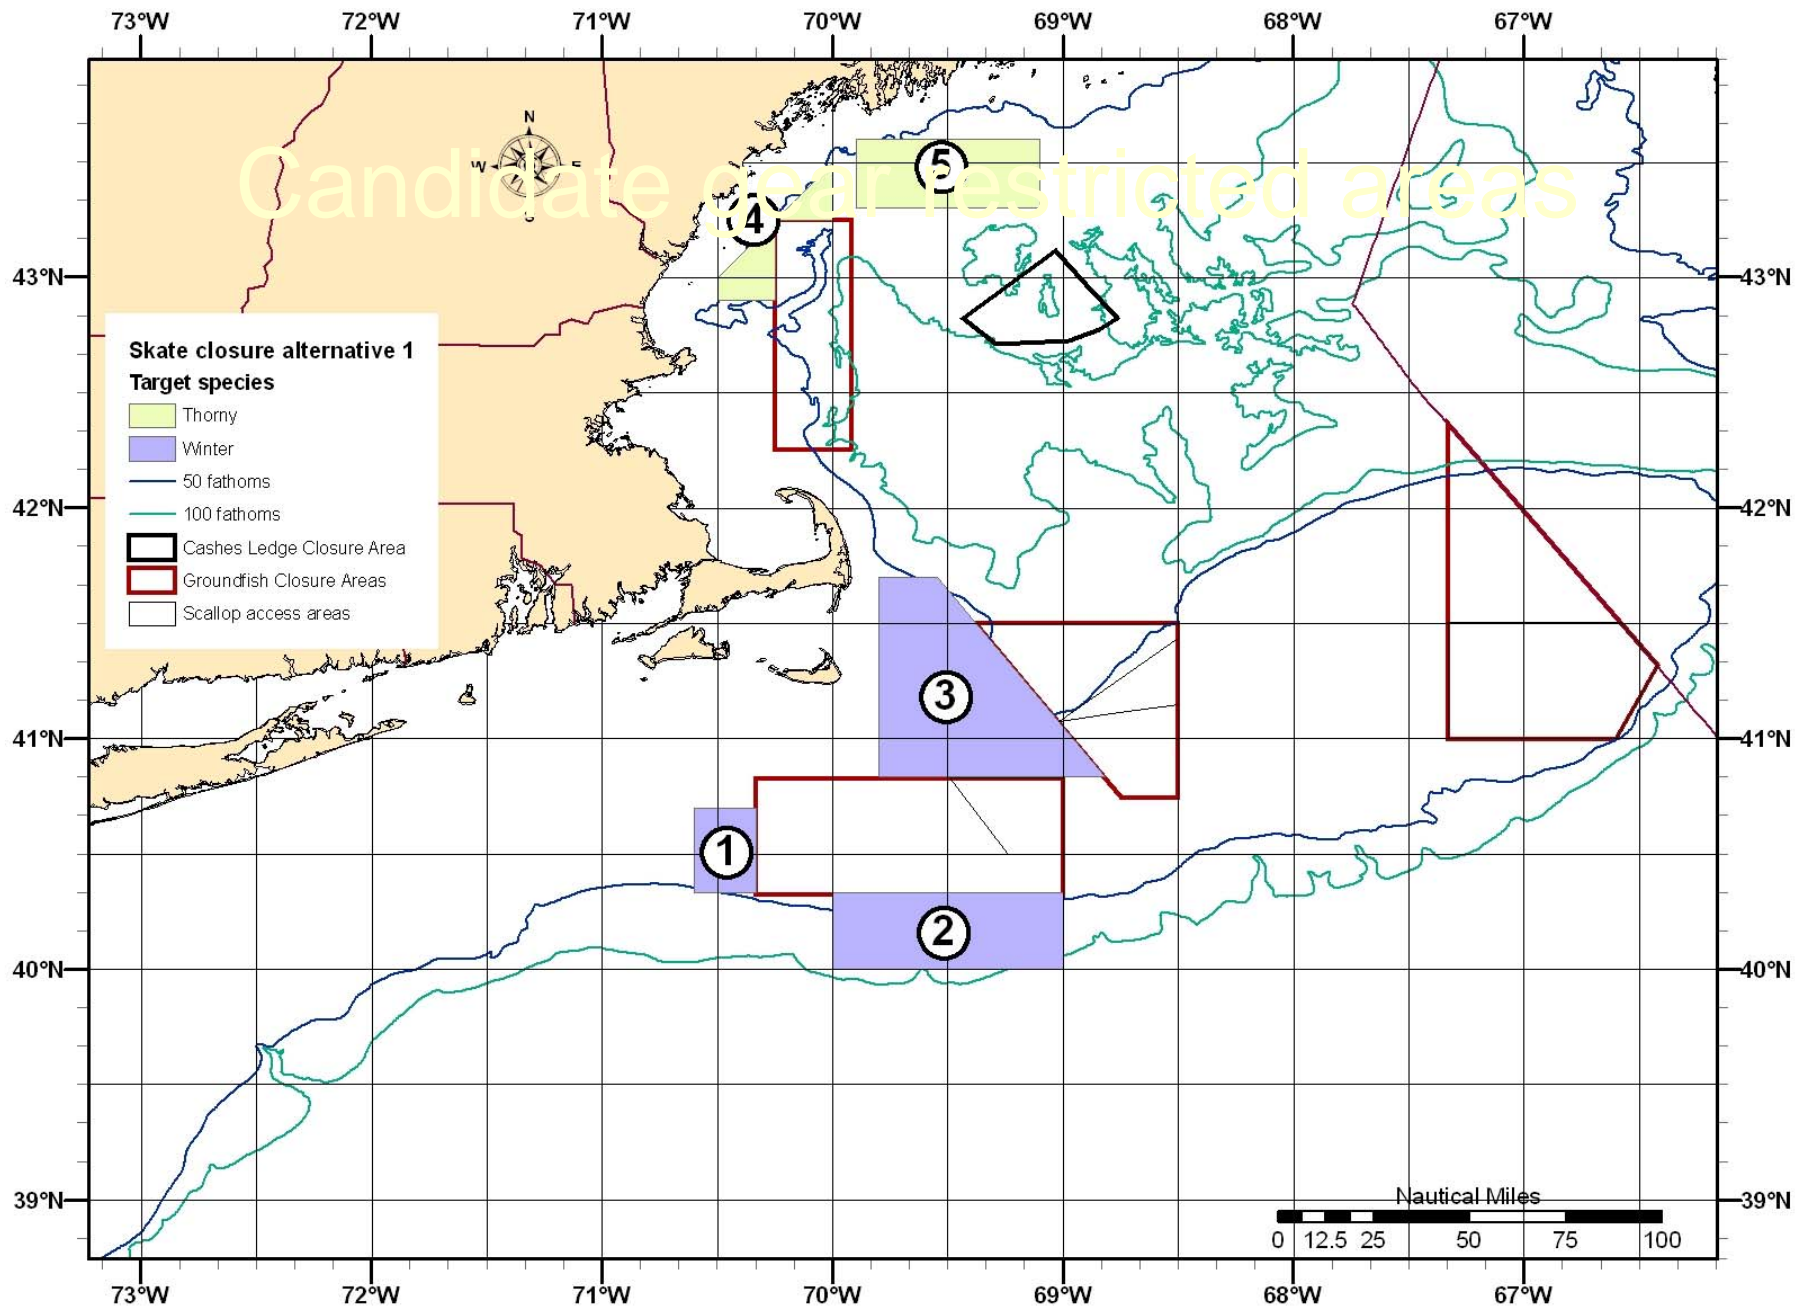 73°W 72°W 71°W 70°W 69°W 68°W 67°W
N
W E
S
Candidate gear restricted areas
5
4
43°N 43°N
Skate closure alternative 1
Target species
Thorny
Winter
50 fathoms
100 fathoms
Cashes Ledge Closure Area
Groundfish Closure Areas
Scallop access areas
42°N 42°N
3
41°N 41°N
1
2
40°N 40°N
39°N 39°N
Nautical Miles
0 12.5 25 50 75 100
73°W 72°W 71°W 70°W 69°W 68°W 67°W